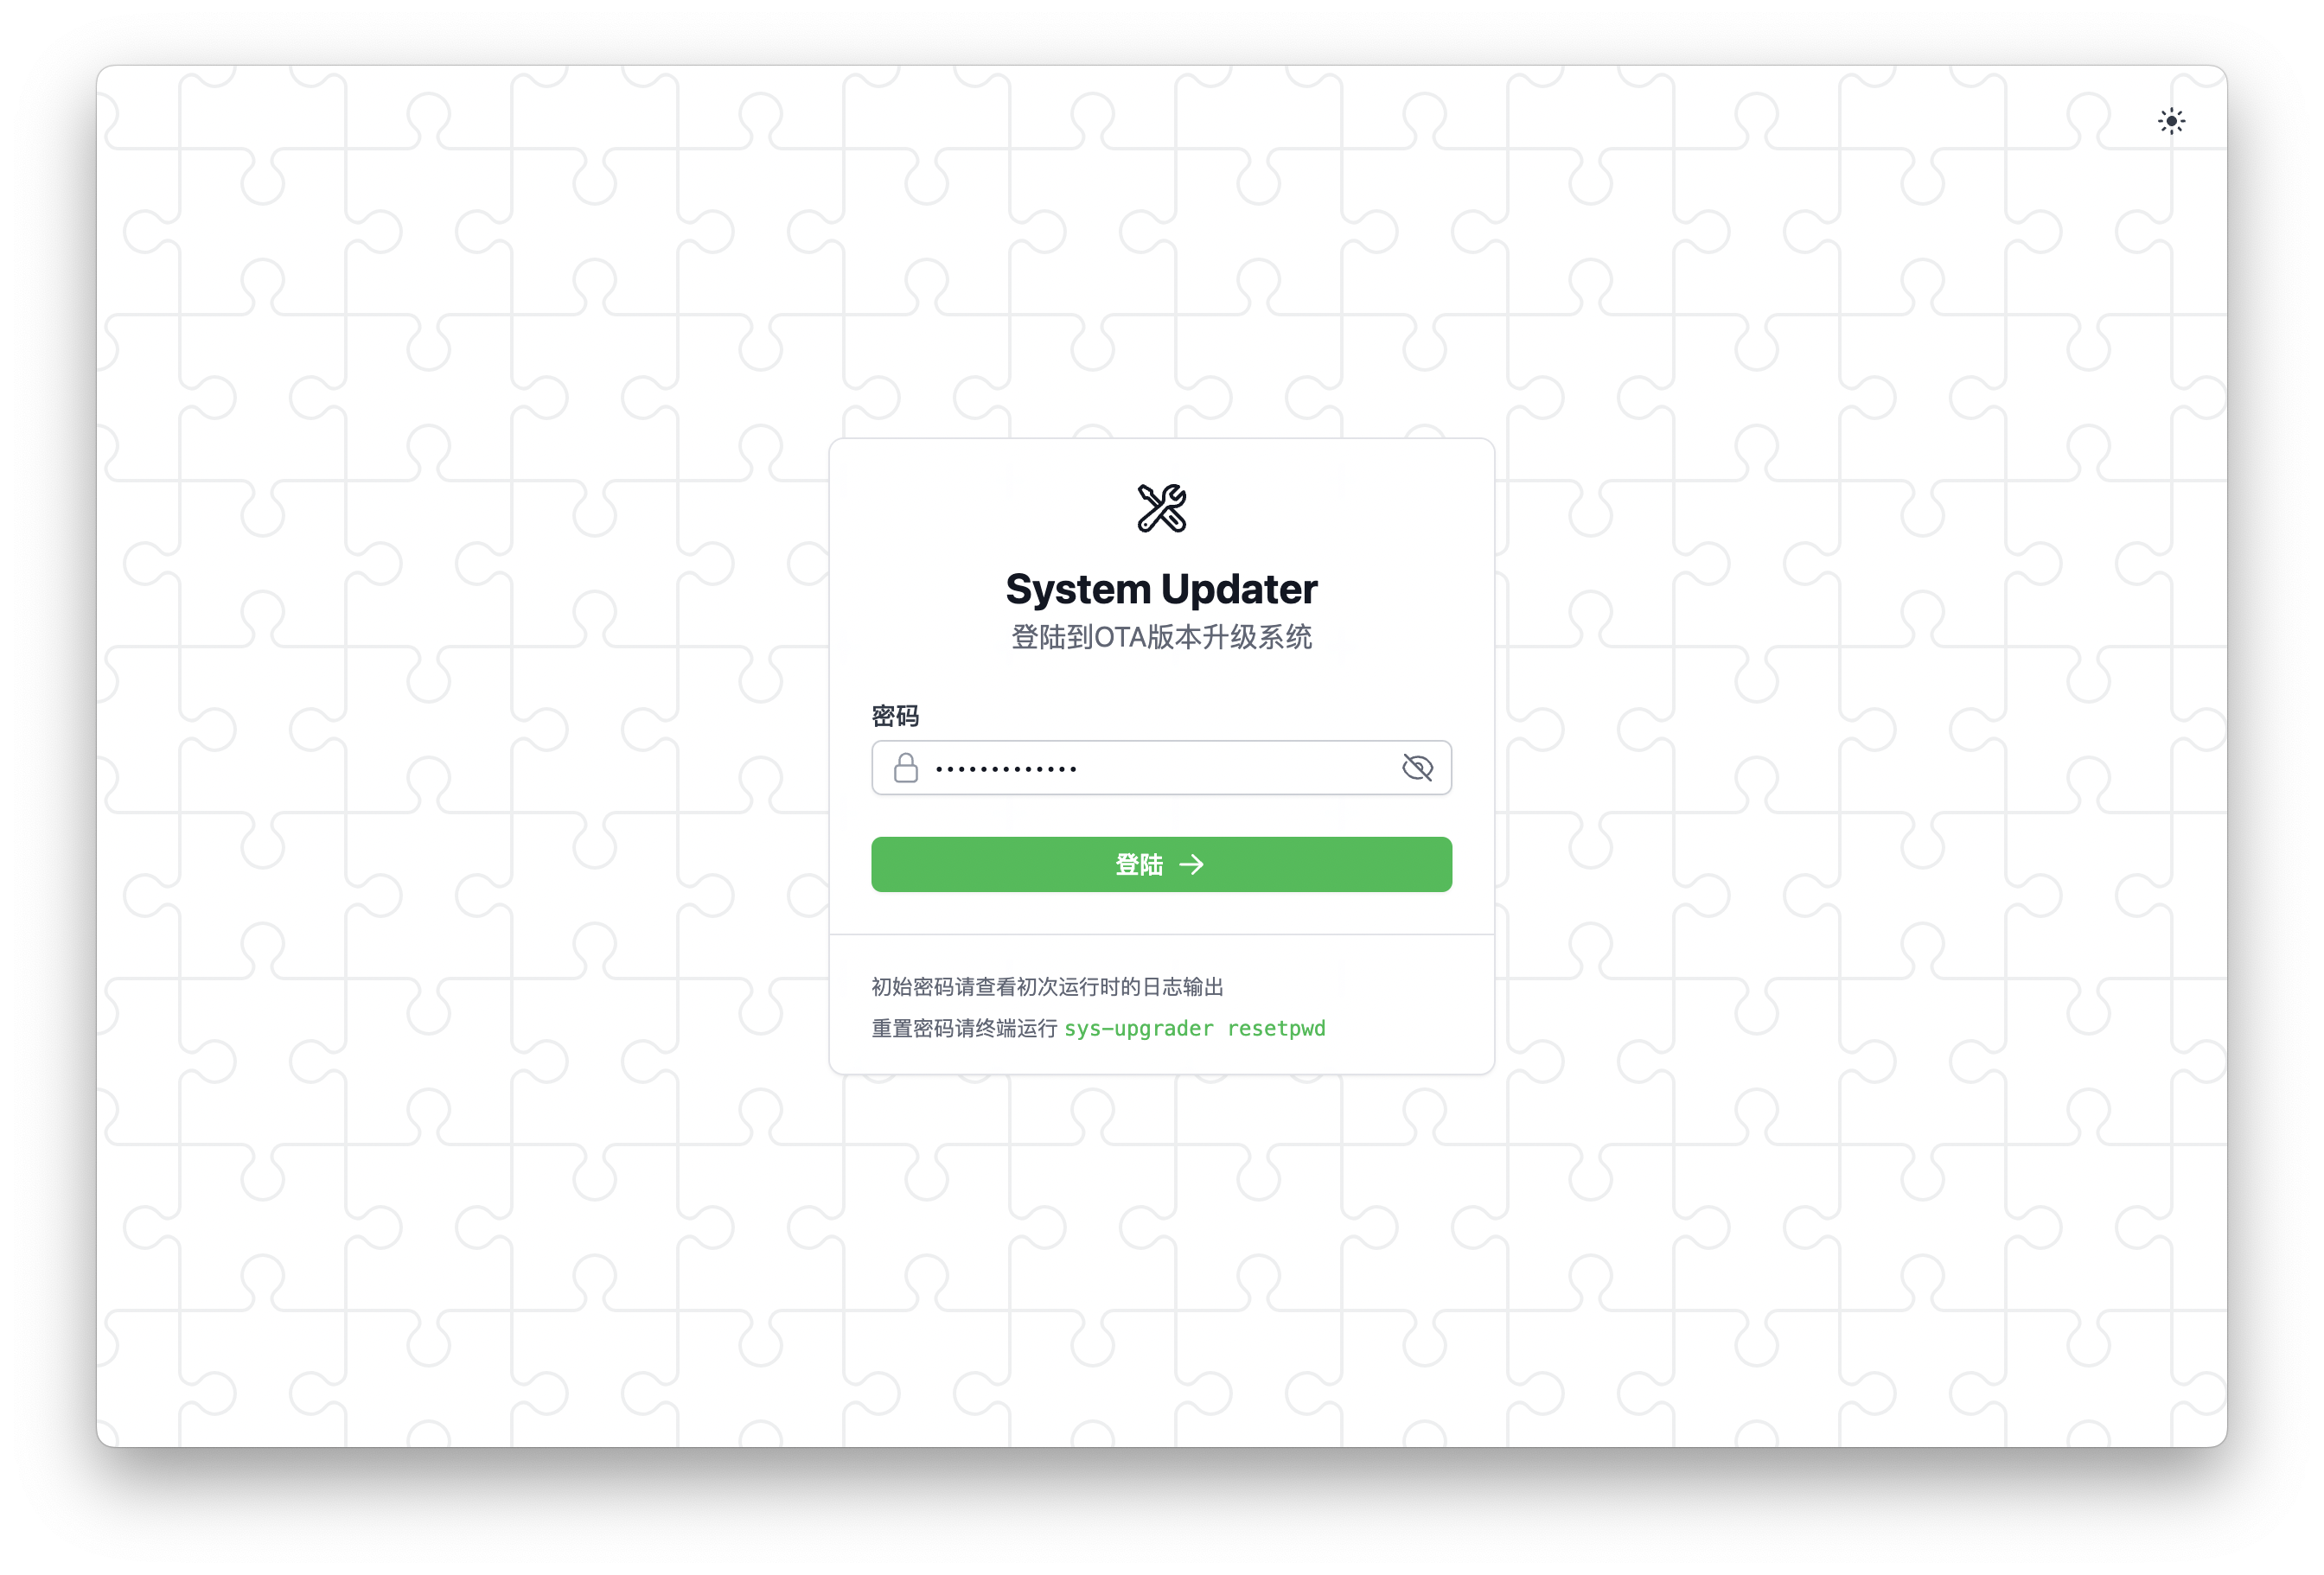 System Updater
登陆到OTA版本升级系统
密码
•••••••••••••
登陆
初始密码请查看初次运行时的日志输出
重置密码请终端运行 sys-upgrader resetpwd